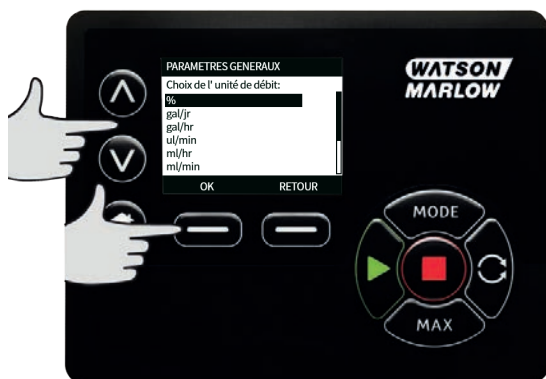 PARAMETRES GENERAUX
Choix de l' unité de débit:
%
gal/jr
gal/hr
ul/min
ml/hr
ml/min
OK RETOUR
WATSON
MARLOW
MODE
MAX